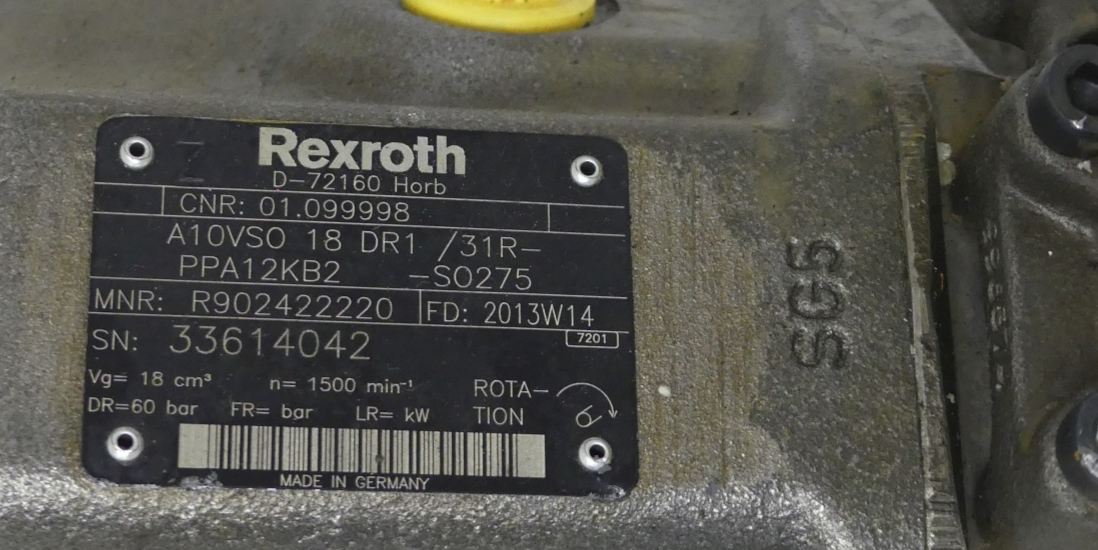 Rexroth
D-72160 Horb
CNR: 01.099998
A10VSO 18 DR1 /31R-
PPA12KB2 -SO275
MNR: R902422220 FD: 2013W14
SN: 33614042 7201
Vg= 18 cm³ n= 1500 min⁻¹ ROTA-
DR=60 bar FR= bar LR= kW TION
MADE IN GERMANY
SG5